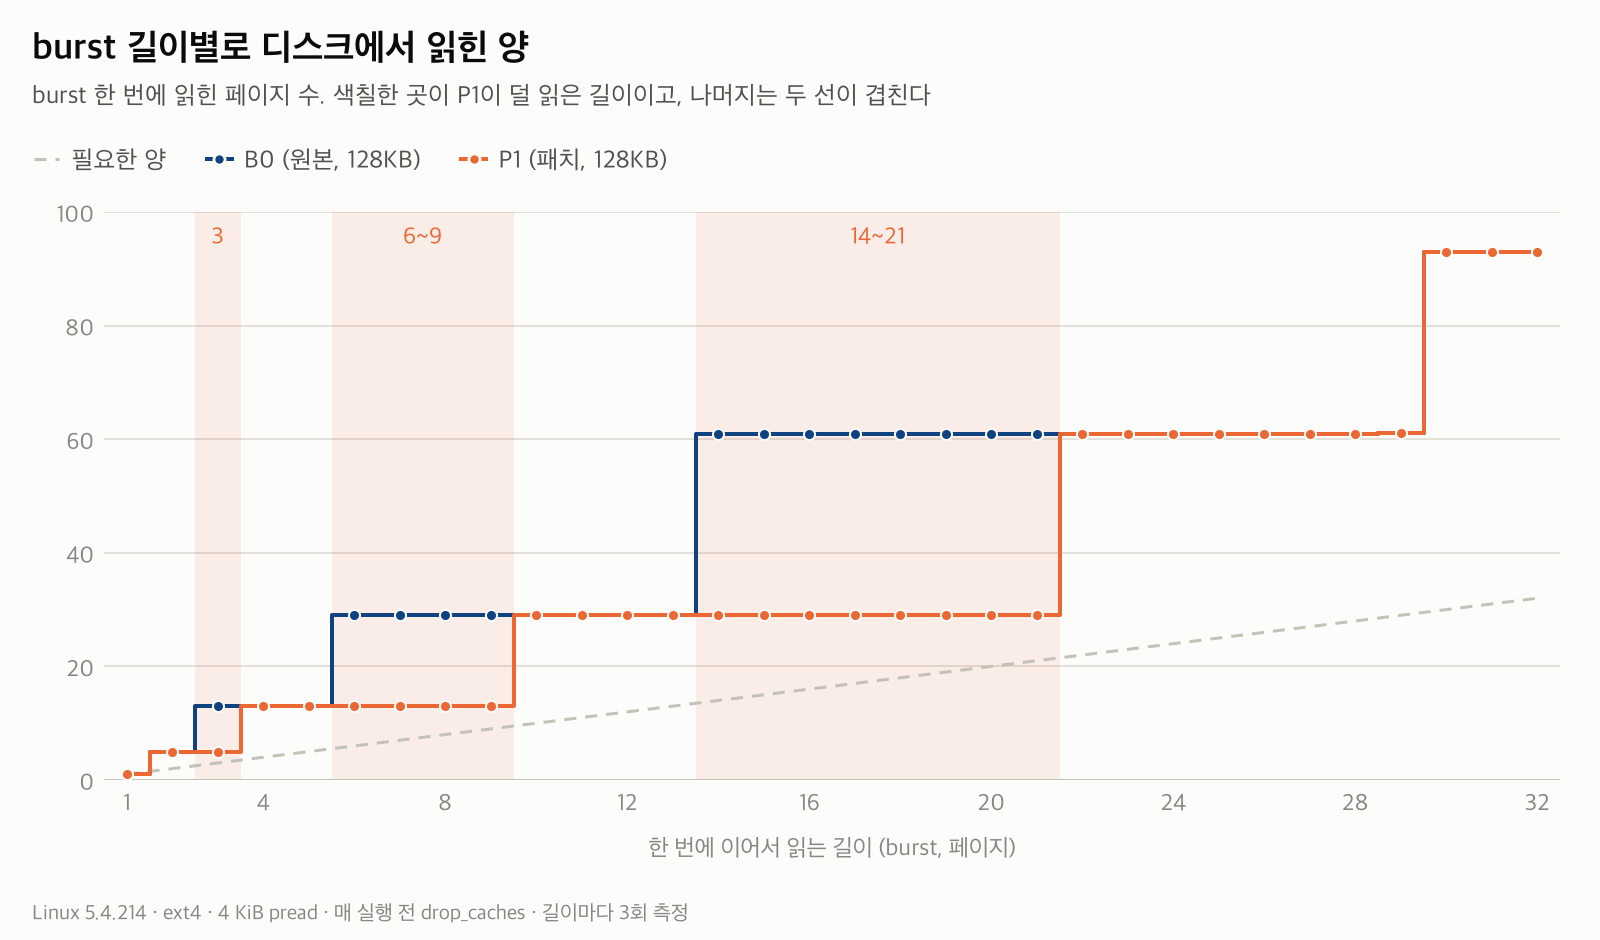 burst 길이별로 디스크에서 읽힌 양
burst 한 번에 읽힌 페이지 수. 색칠한 곳이 P1이 덜 읽은 길이이고, 나머지는 두 선이 겹친다
필요한 양 B0 (원본, 128KB) P1 (패치, 128KB)
100
3 6~9 14~21
80
60
40
20
0
1 4 8 12 16 20 24 28 32
한 번에 이어서 읽는 길이 (burst, 페이지)
Linux 5.4.214 · ext4 · 4 KiB pread · 매 실행 전 drop_caches · 길이마다 3회 측정